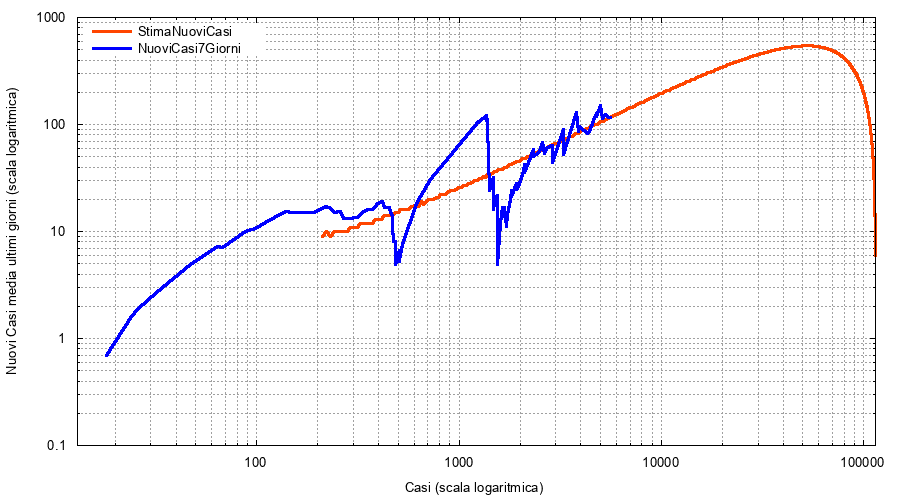 1000
StimaNuoviCasi
NuoviCasi7Giorni
100
10
1
0.1
Nuovi Casi media ultimi giorni (scala logaritmica)
100
1000
10000
100000
Casi (scala logaritmica)